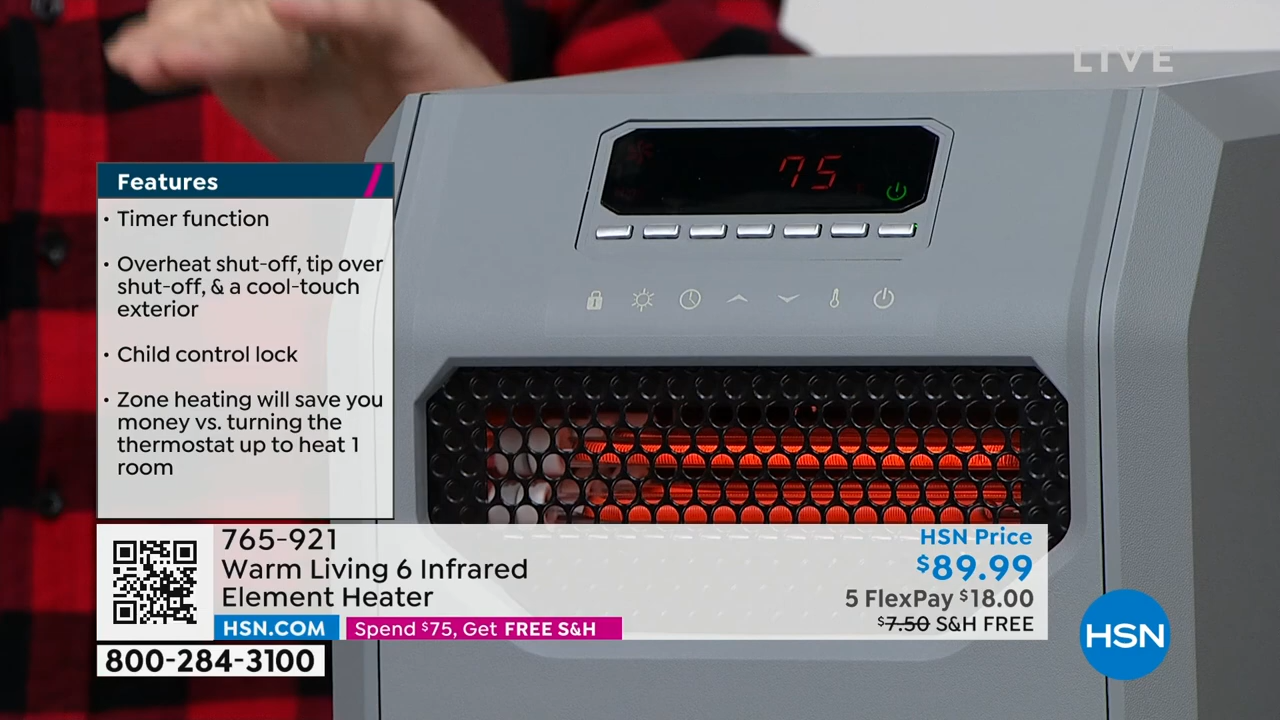 LIVE
75
Features
• Timer function
• Overheat shut-off, tip over
shut-off, & a cool-touch
exterior
• Child control lock
• Zone heating will save you
money vs. turning the
thermostat up to heat 1
room
765-921
Warm Living 6 Infrared
Element Heater
HSN.COM
Spend $75, Get FREE S&H
HSN Price
$89.99
5 FlexPay $18.00
$7.50 S&H FREE
800-284-3100
HSN